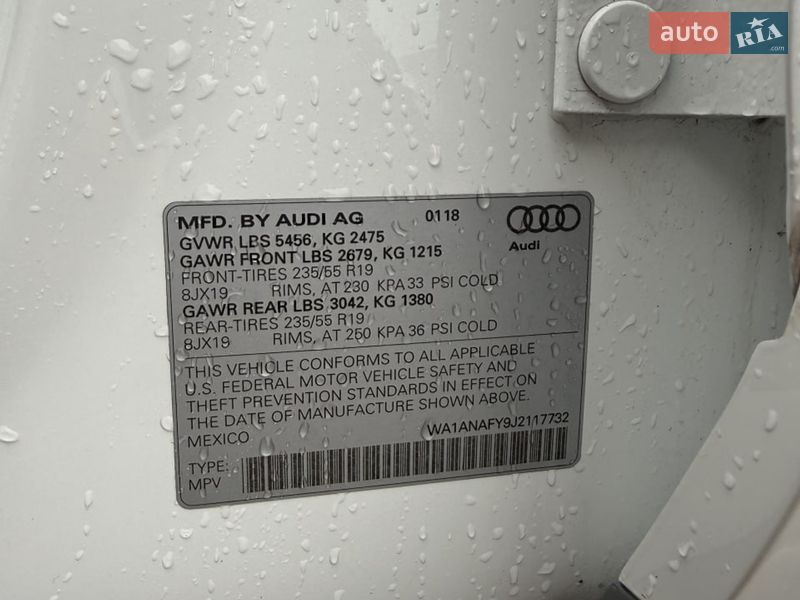 auto RIA.com
MFD. BY AUDI AG 0118
Audi
GVWR LBS 5456, KG 2475
GAWR FRONT LBS 2679, KG 1215
FRONT-TIRES 235/55 R19
8JX19 RIMS, AT 230 KPA 33 PSI COLD
GAWR REAR LBS 3042, KG 1380
REAR-TIRES 235/55 R19
8JX19 RIMS, AT 250 KPA 36 PSI COLD
THIS VEHICLE CONFORMS TO ALL APPLICABLE
U.S. FEDERAL MOTOR VEHICLE SAFETY AND
THEFT PREVENTION STANDARDS IN EFFECT ON
THE DATE OF MANUFACTURE SHOWN ABOVE.
MEXICO WA1ANAFY9J2117732
TYPE:
MPV